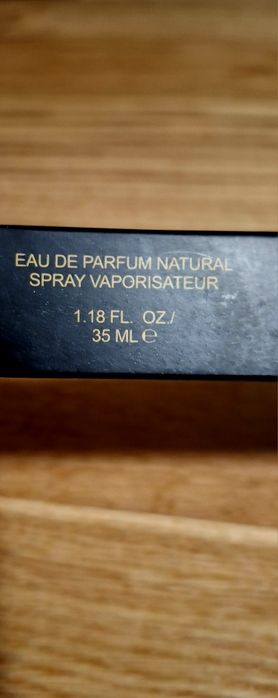 EAU DE PARFUM NATURAL
SPRAY VAPORISATEUR
1.18 FL. OZ./
35 ML ℮